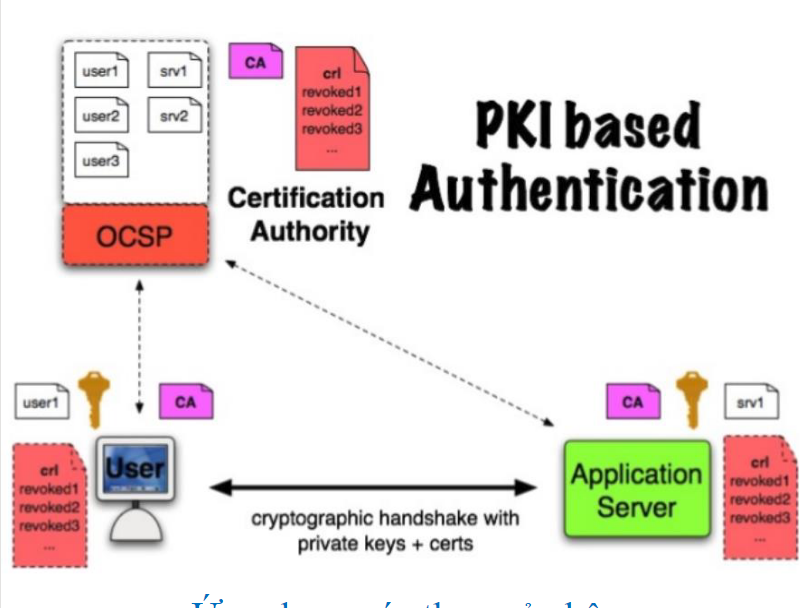 user1
srv1
user2
srv2
user3
OCSP
CA
crl
revoked1
revoked2
revoked3
...
Certification
Authority
PKI based
Authentication
user1
CA
crl
revoked1
revoked2
revoked3
...
User
cryptographic handshake with
private keys + certs
CA
srv1
Application
Server
crl
revoked1
revoked2
revoked3
...